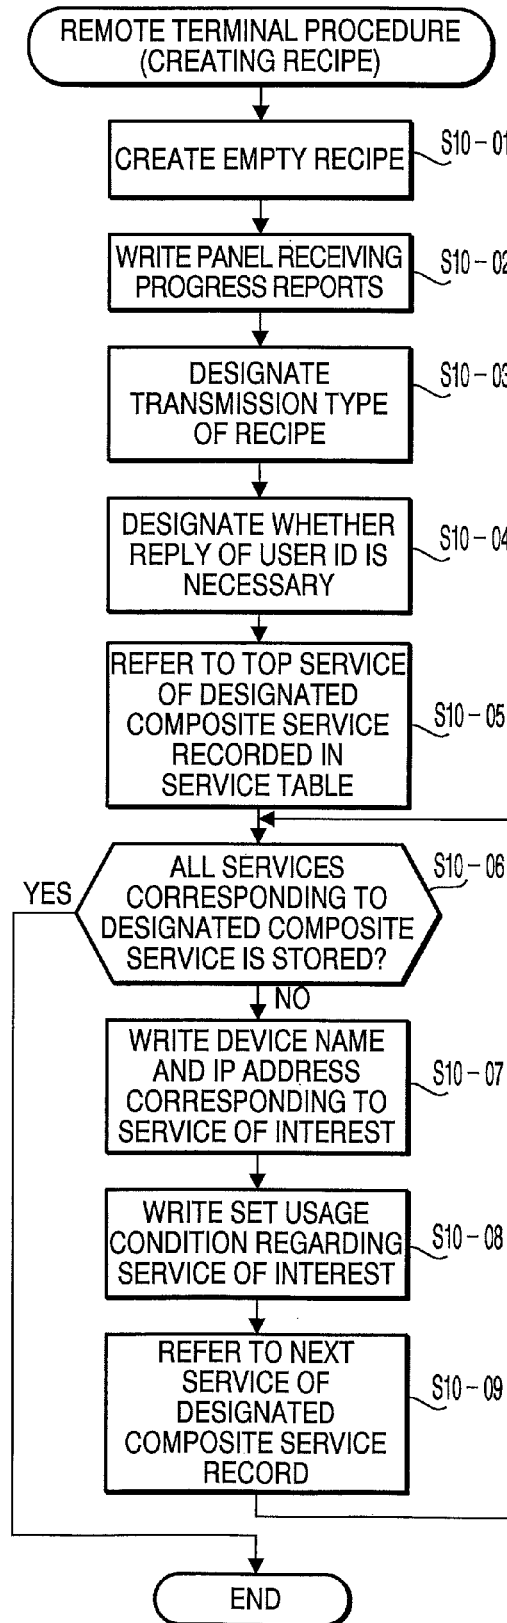 REMOTE TERMINAL PROCEDURE
(CREATING RECIPE)
CREATE EMPTY RECIPE
S10-01
WRITE PANEL RECEIVING
PROGRESS REPORTS
S10-02
DESIGNATE
TRANSMISSION TYPE
OF RECIPE
S10-03
DESIGNATE WHETHER
REPLY OF USER ID IS
NECESSARY
S10-04
REFER TO TOP SERVICE
OF DESIGNATED
COMPOSITE SERVICE
RECORDED IN
SERVICE TABLE
S10-05
ALL SERVICES
CORRESPONDING TO
DESIGNATED COMPOSITE
SERVICE IS STORED?
S10-06
YES
NO
WRITE DEVICE NAME
AND IP ADDRESS
CORRESPONDING TO
SERVICE OF INTEREST
S10-07
WRITE SET USAGE
CONDITION REGARDING
SERVICE OF INTEREST
S10-08
REFER TO NEXT
SERVICE OF
DESIGNATED
COMPOSITE SERVICE
RECORD
S10-09
END